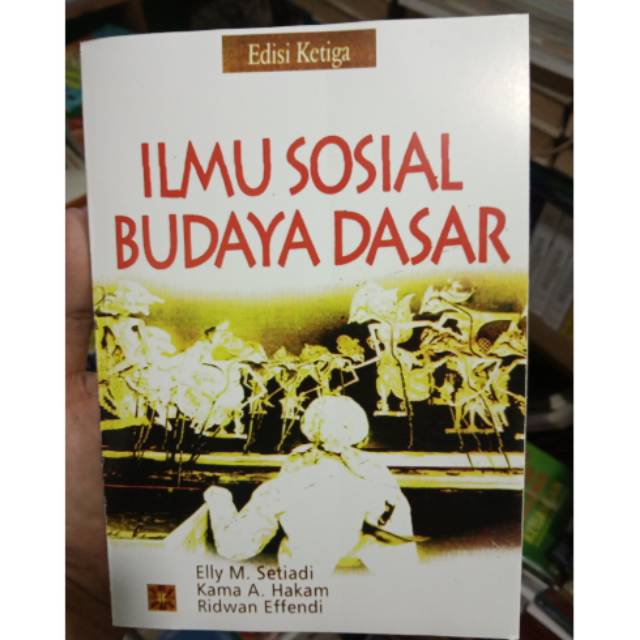 Edisi Ketiga
ILMU SOSIAL
BUDAYA DASAR
Elly M. Setiadi
Kama A. Hakam
Ridwan Effendi